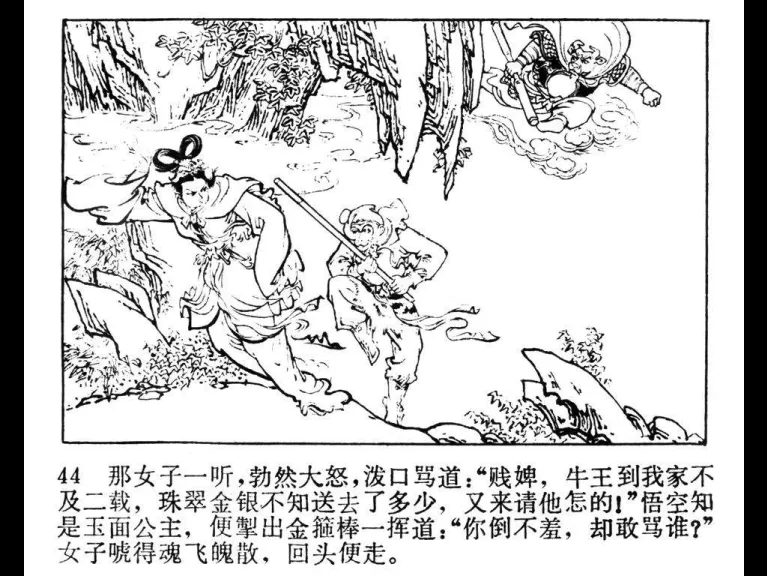 44 那女子一听，勃然大怒，泼口骂道：“贱婢，牛王到我家不
及二载，珠翠金银不知送去了多少，又来请他怎的！”悟空知
是玉面公主，便掣出金箍棒一挥道：“你倒不羞，却敢骂谁？”
女子唬得魂飞魄散，回头便走。